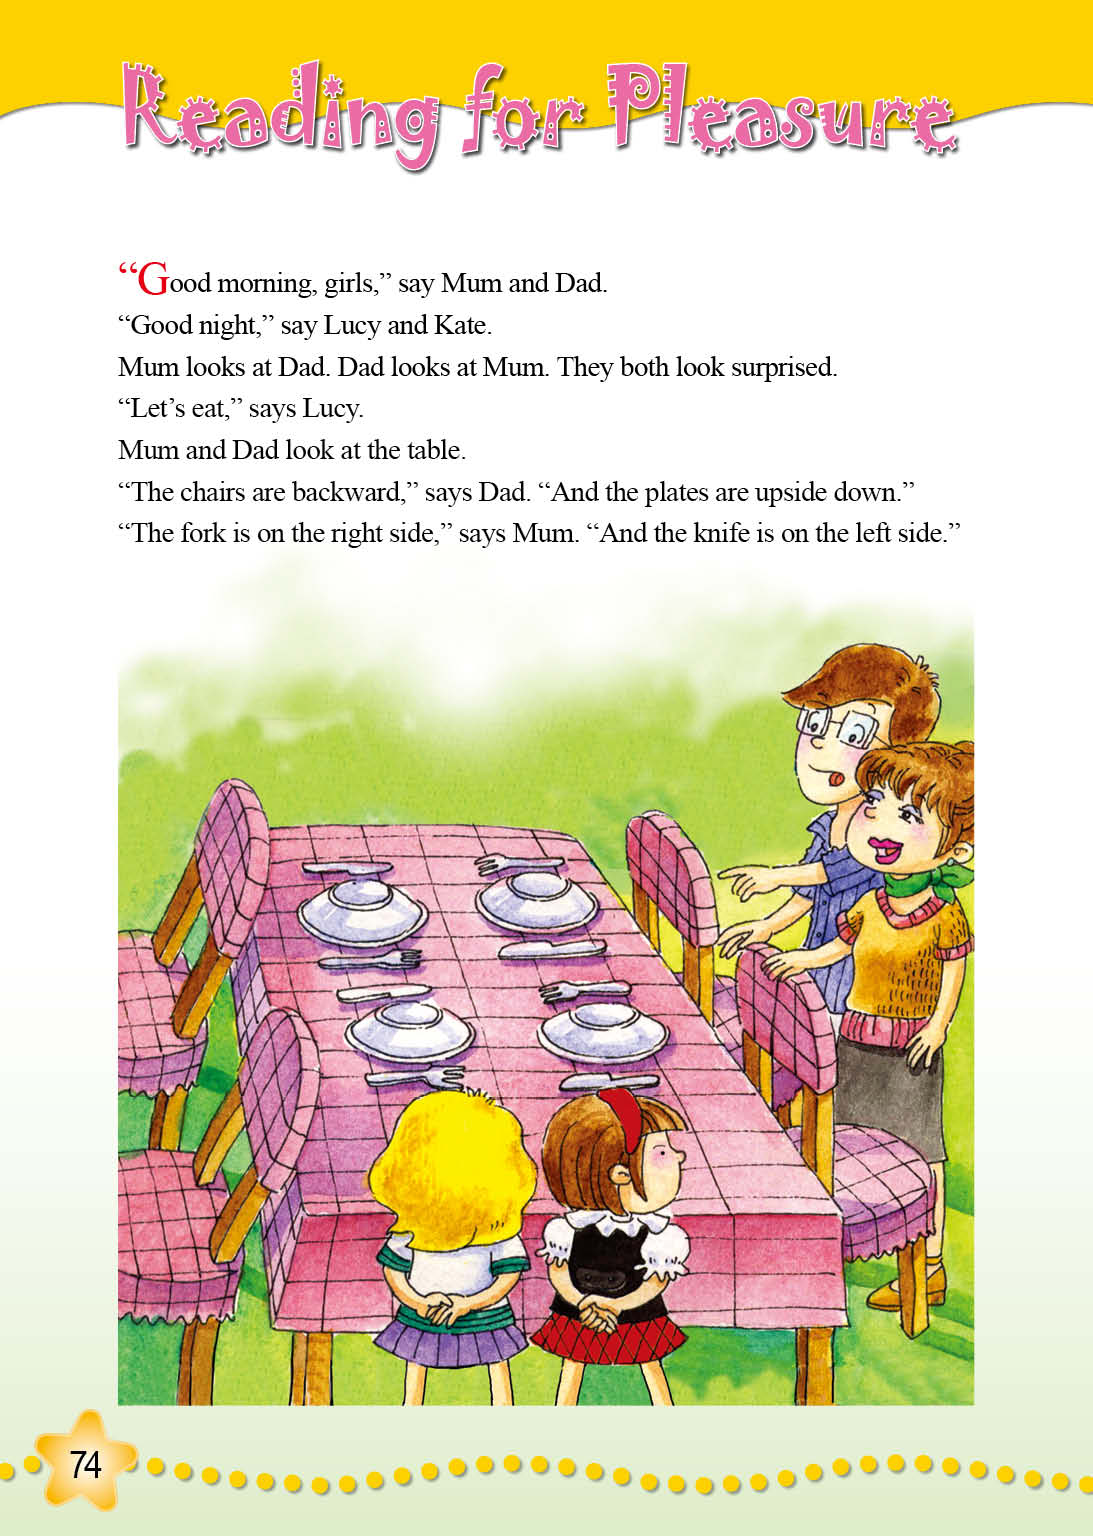 Reading for Pleasure
“Good morning, girls,” say Mum and Dad.
“Good night,” say Lucy and Kate.
Mum looks at Dad. Dad looks at Mum. They both look surprised.
“Let’s eat,” says Lucy.
Mum and Dad look at the table.
“The chairs are backward,” says Dad. “And the plates are upside down.”
“The fork is on the right side,” says Mum. “And the knife is on the left side.”
74